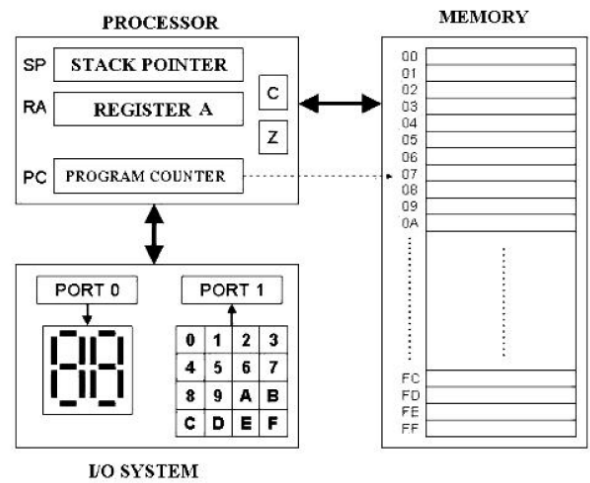 PROCESSOR
SP STACK POINTER
RA REGISTER A
C
Z
PC PROGRAM COUNTER
MEMORY
00
01
02
03
04
05
06
07
08
09
0A
FC
FD
FE
FF
PORT 0
PORT 1
0 1 2 3
4 5 6 7
8 9 A B
C D E F
I/O SYSTEM